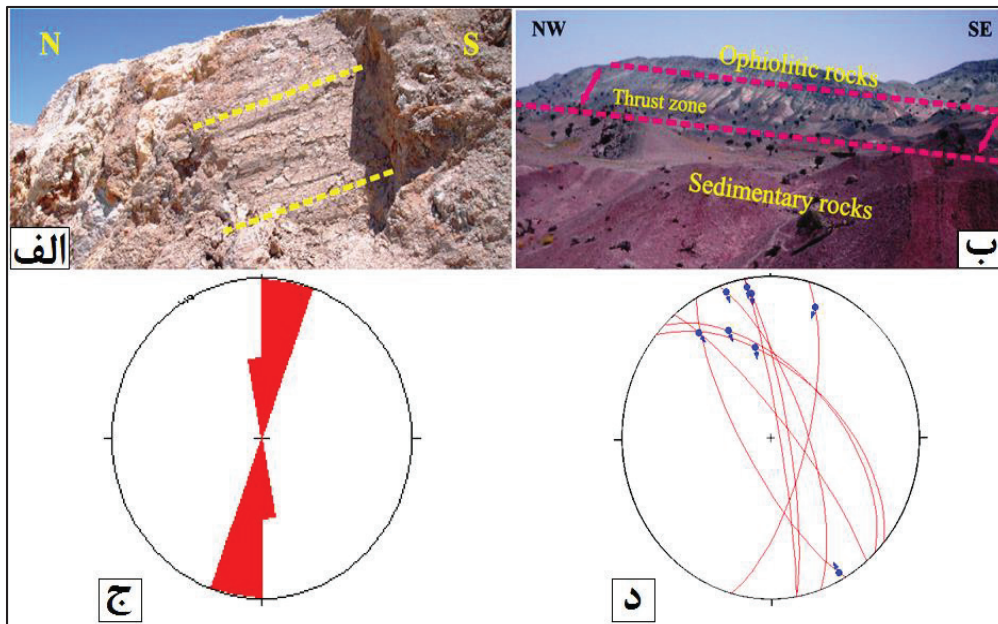 N
S
الف
NW
SE
Ophiolitic rocks
Thrust zone
Sedimentary rocks
ب
ج
د